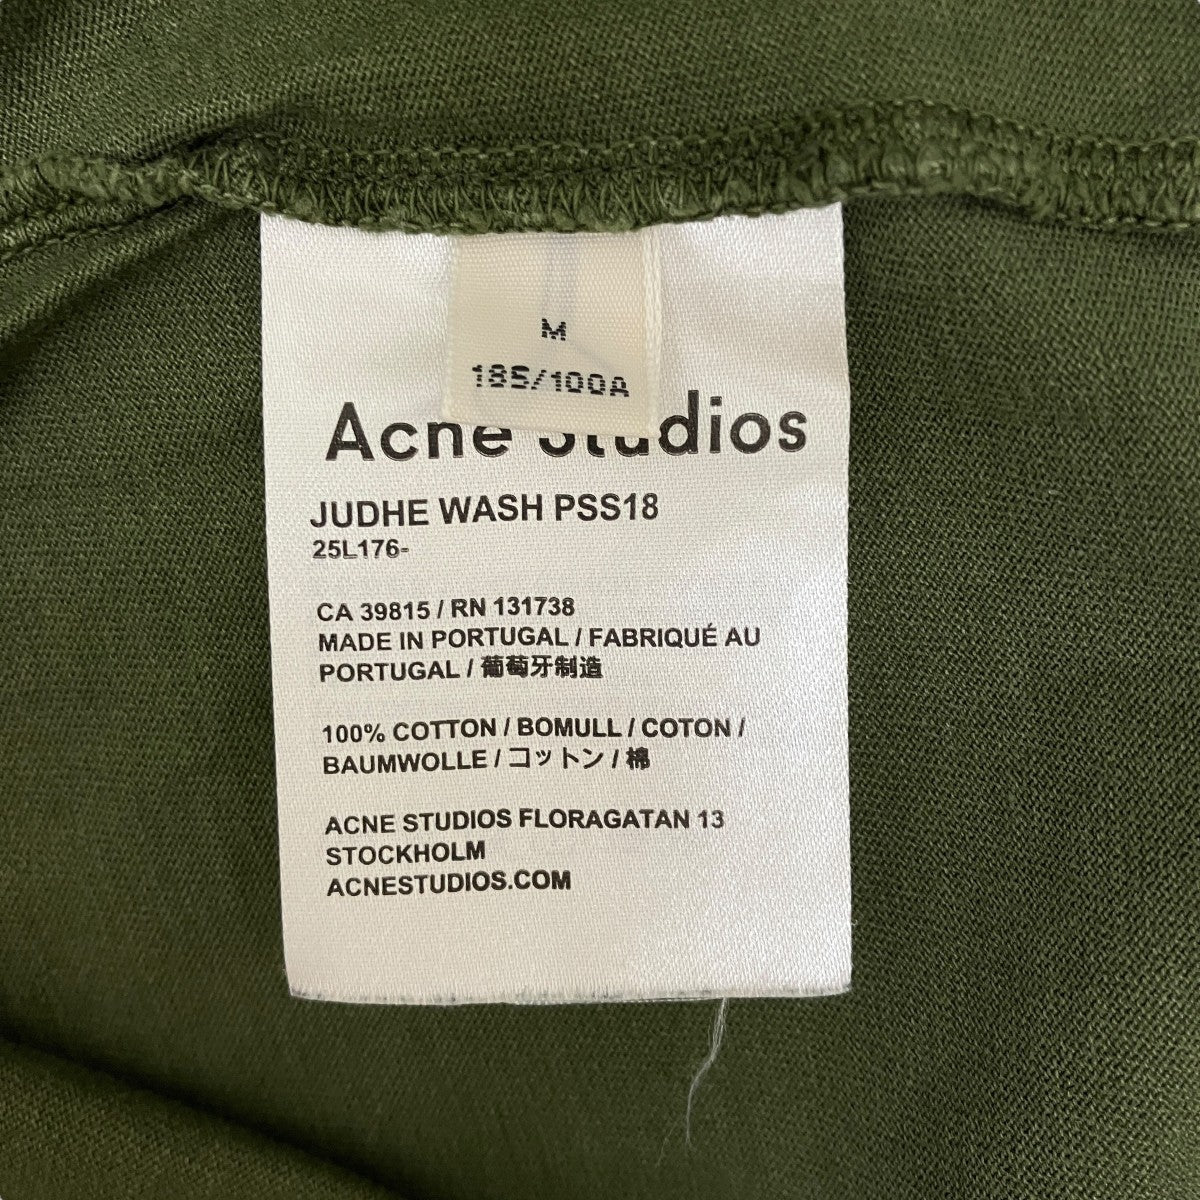 M
185/100A
Acne Studios
JUDHE WASH PSS18
25L176-
CA 39815 / RN 131738
MADE IN PORTUGAL / FABRIQUÉ AU
PORTUGAL / 葡萄牙制造
100% COTTON / BOMULL / COTON /
BAUMWOLLE / コットン / 棉
ACNE STUDIOS FLORAGATAN 13
STOCKHOLM
ACNESTUDIOS.COM